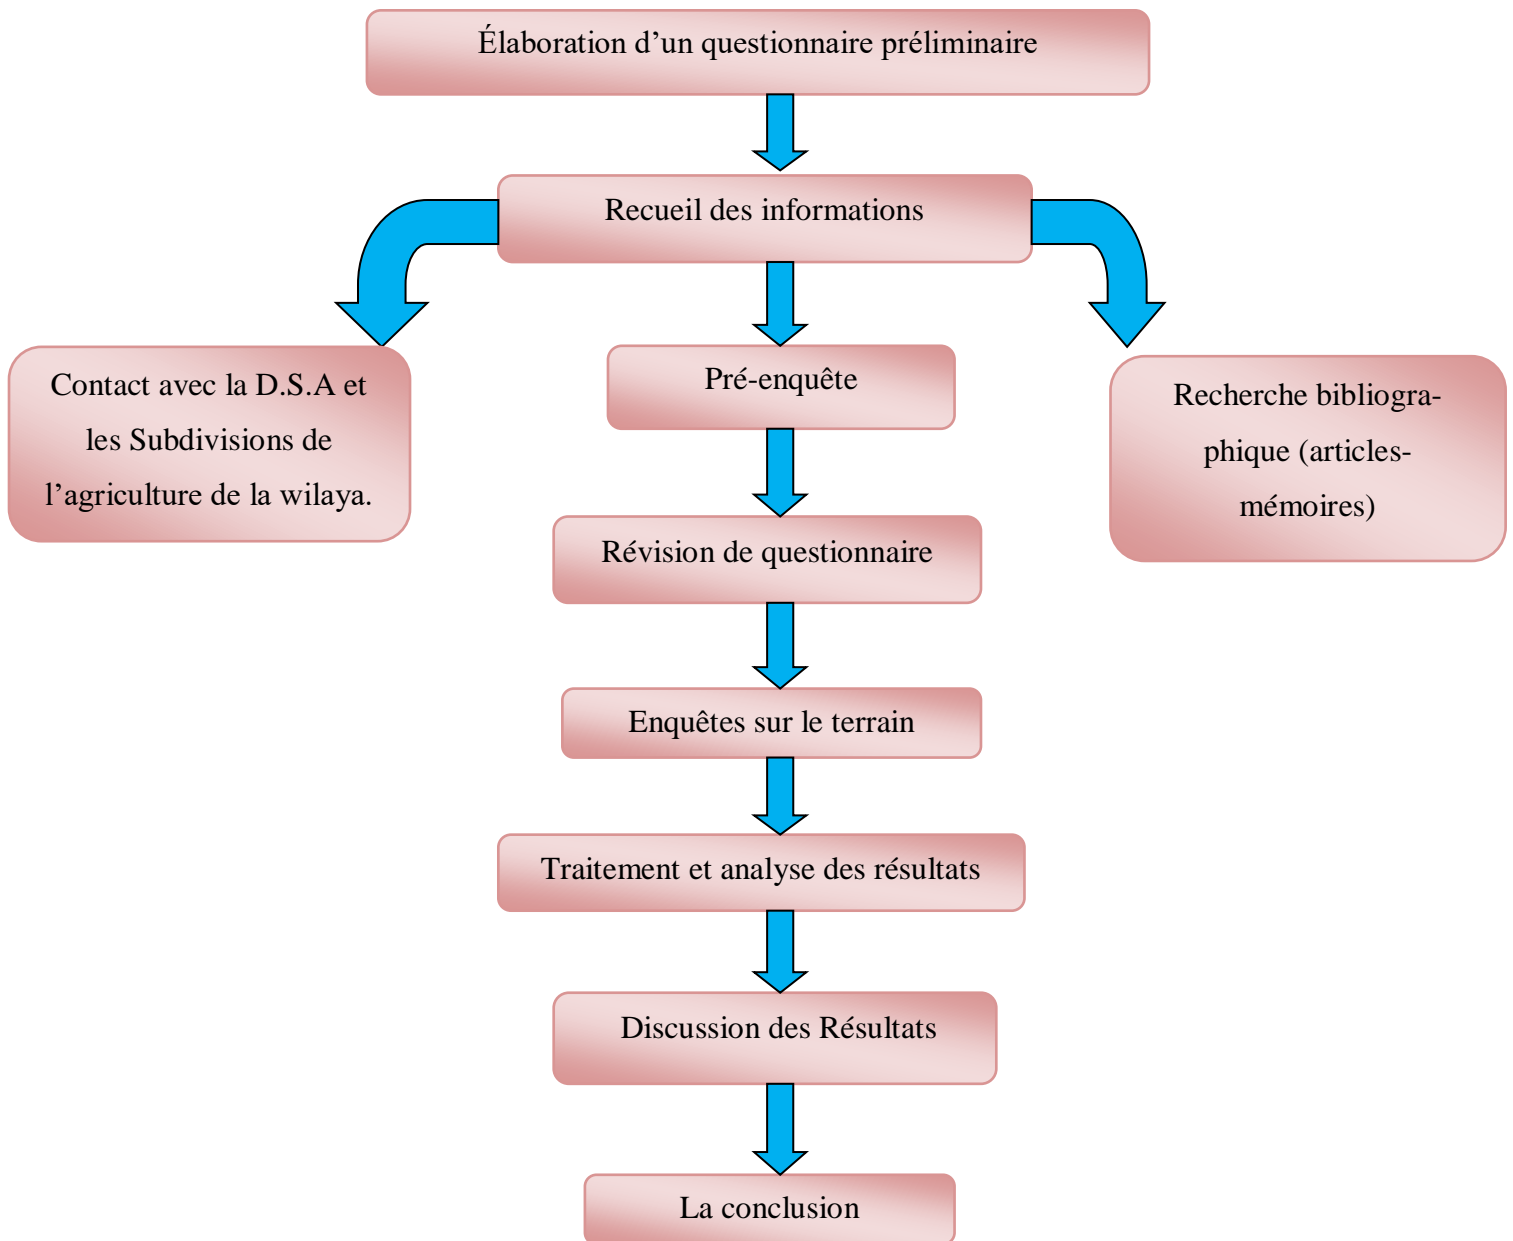 Élaboration d’un questionnaire préliminaire
Recueil des informations
Contact avec la D.S.A et
les Subdivisions de
l’agriculture de la wilaya.
Pré-enquête
Recherche bibliogra-
phique (articles-
mémoires)
Révision de questionnaire
Enquêtes sur le terrain
Traitement et analyse des résultats
Discussion des Résultats
La conclusion